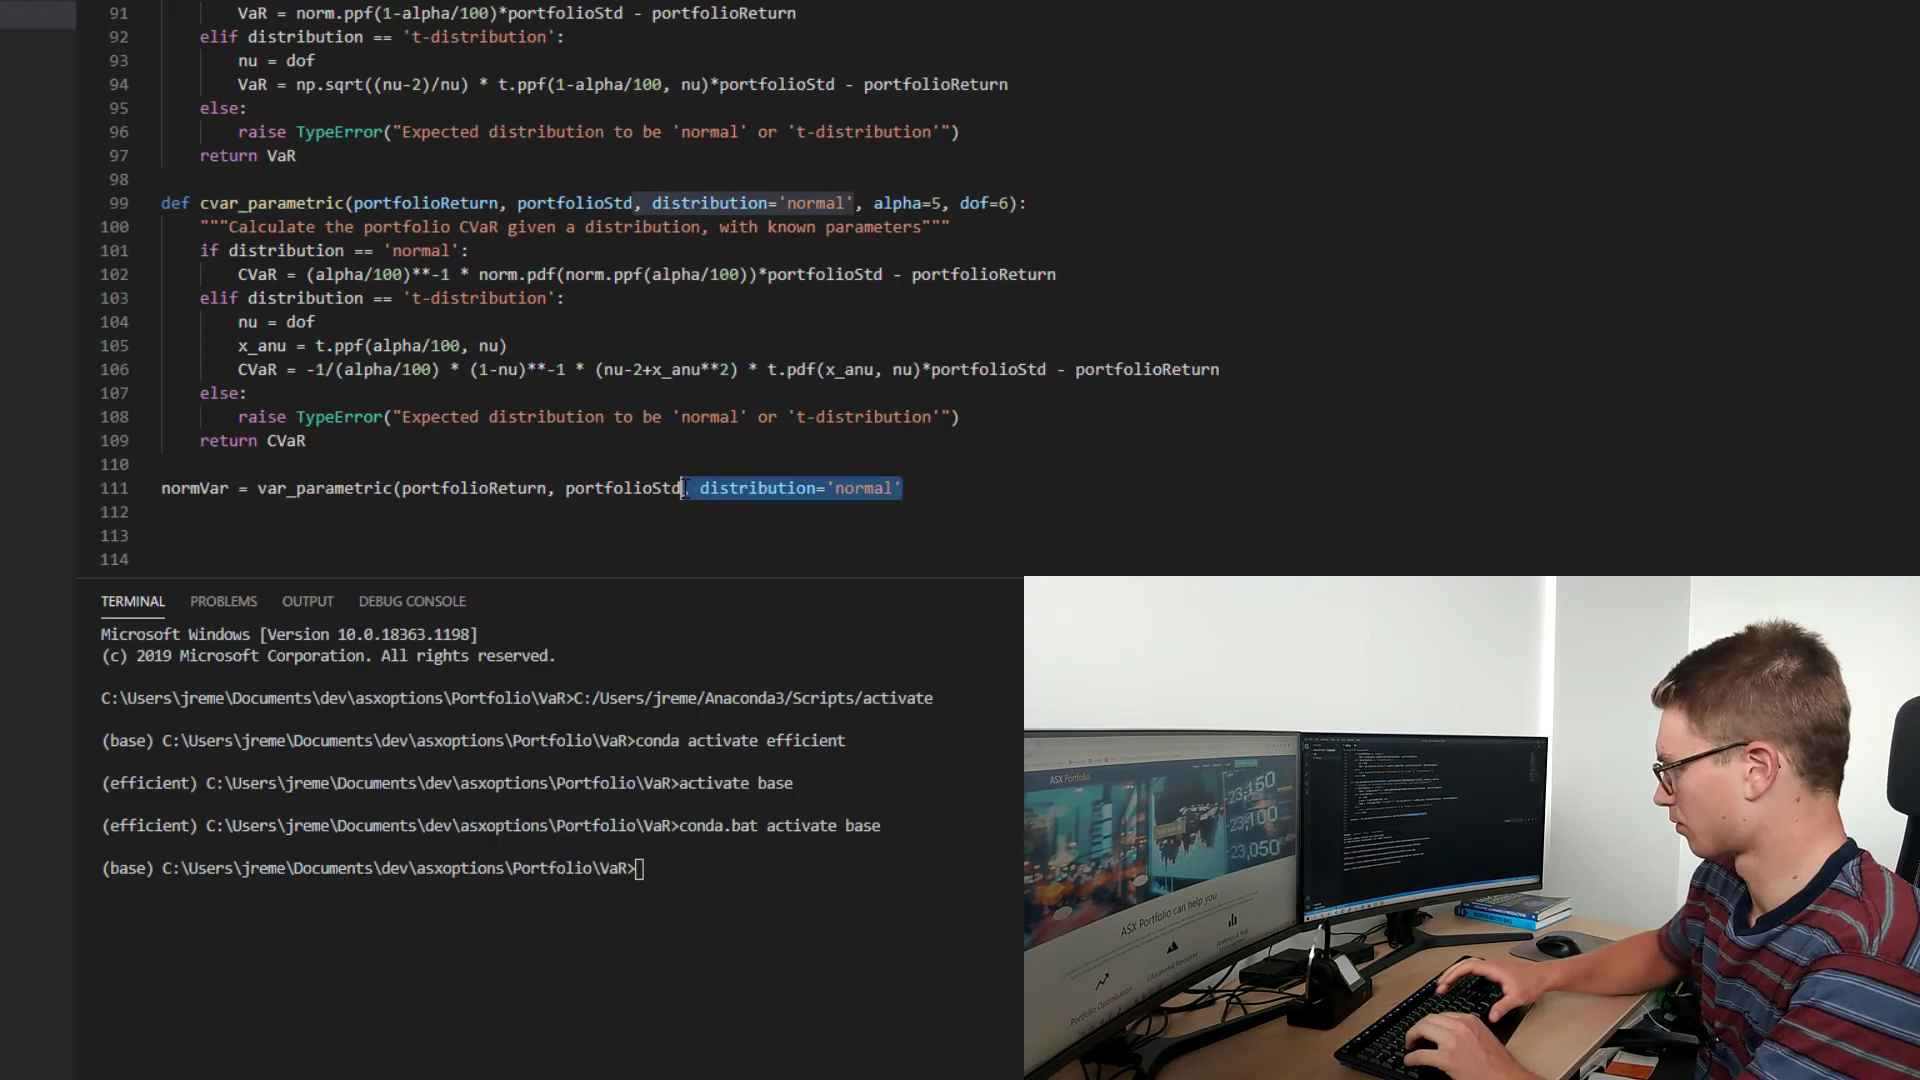 91 VaR = norm.ppf(1-alpha/100)*portfolioStd - portfolioReturn
92 elif distribution == 't-distribution':
93 nu = dof
94 VaR = np.sqrt((nu-2)/nu) * t.ppf(1-alpha/100, nu)*portfolioStd - portfolioReturn
95 else:
96 raise TypeError("Expected distribution to be 'normal' or 't-distribution'")
97 return VaR
98
99 def cvar_parametric(portfolioReturn, portfolioStd, distribution='normal', alpha=5, dof=6):
100 """Calculate the portfolio CVaR given a distribution, with known parameters"""
101 if distribution == 'normal':
102 CVaR = (alpha/100)**-1 * norm.pdf(norm.ppf(alpha/100))*portfolioStd - portfolioReturn
103 elif distribution == 't-distribution':
104 nu = dof
105 x_anu = t.ppf(alpha/100, nu)
106 CVaR = -1/(alpha/100) * (1-nu)**-1 * (nu-2+x_anu**2) * t.pdf(x_anu, nu)*portfolioStd - portfolioReturn
107 else:
108 raise TypeError("Expected distribution to be 'normal' or 't-distribution'")
109 return CVaR
110
111 normVar = var_parametric(portfolioReturn, portfolioStd, distribution='normal'
112
113
114
TERMINAL PROBLEMS OUTPUT DEBUG CONSOLE
Microsoft Windows [Version 10.0.18363.1198]
(c) 2019 Microsoft Corporation. All rights reserved.
C:\Users\jreme\Documents\dev\asxoptions\Portfolio\VaR>C:/Users/jreme/Anaconda3/Scripts/activate
(base) C:\Users\jreme\Documents\dev\asxoptions\Portfolio\VaR>conda activate efficient
(efficient) C:\Users\jreme\Documents\dev\asxoptions\Portfolio\VaR>activate base
(efficient) C:\Users\jreme\Documents\dev\asxoptions\Portfolio\VaR>conda.bat activate base
(base) C:\Users\jreme\Documents\dev\asxoptions\Portfolio\VaR>
ASX Portfolio
23,150
23,100
23,050
ASX Portfolio can help you
Portfolio Optimisation
Educational Resources
Analytics & Risk
Management